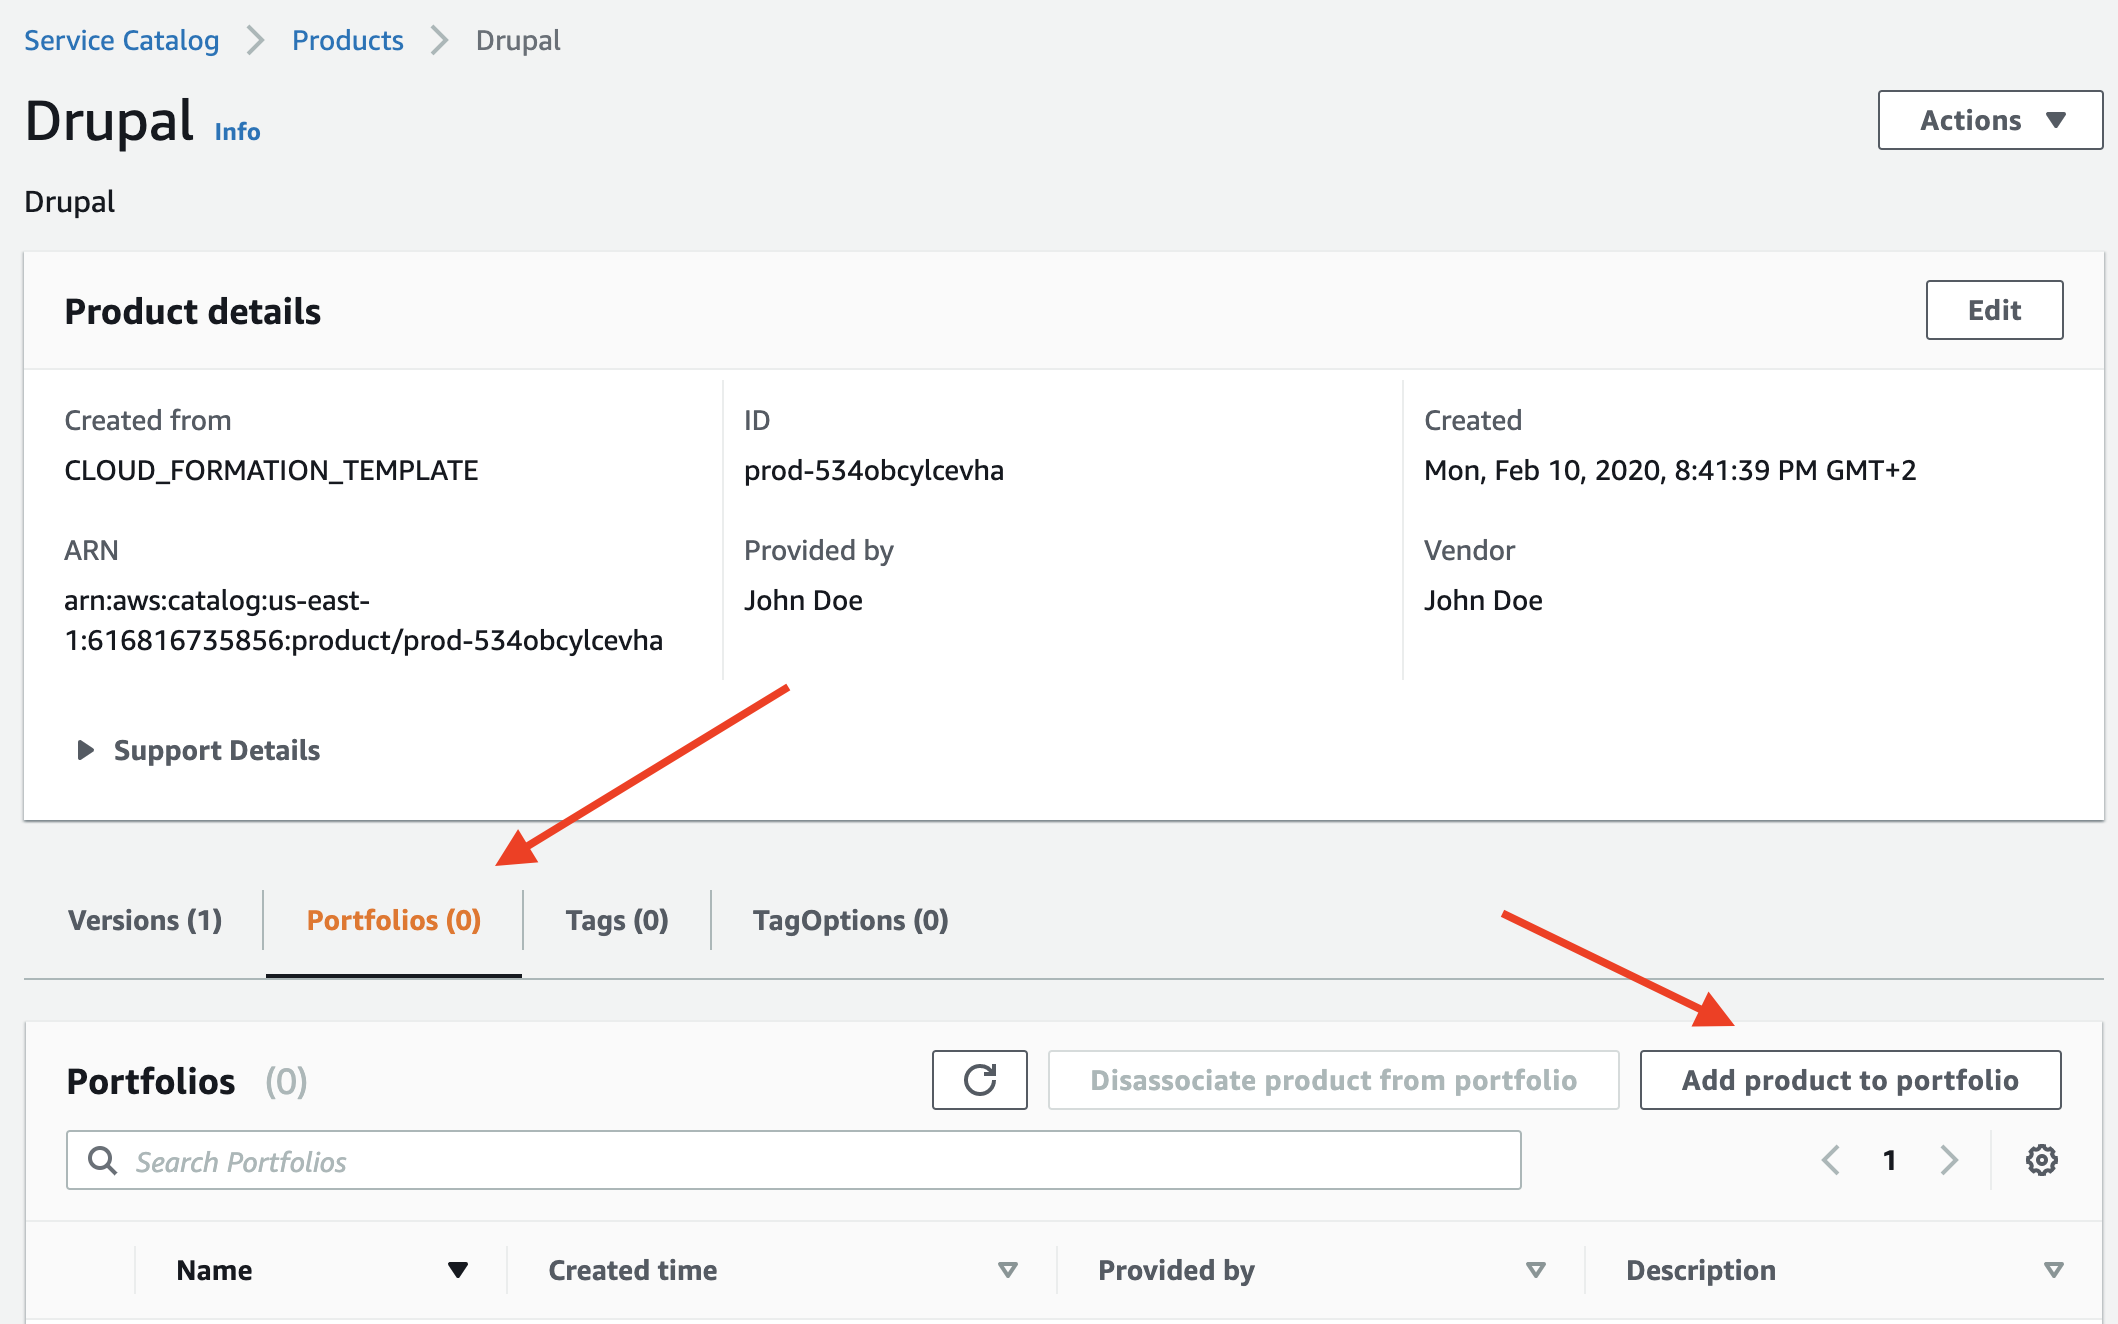 Service Catalog > Products > Drupal
Drupal Info
Actions
Drupal
Product details
Edit
Created from
CLOUD_FORMATION_TEMPLATE
ID
prod-534obcylcevha
Created
Mon, Feb 10, 2020, 8:41:39 PM GMT+2
ARN
arn:aws:catalog:us-east-
1:616816735856:product/prod-534obcylcevha
Provided by
John Doe
Vendor
John Doe
Support Details
Versions (1) Portfolios (0) Tags (0) TagOptions (0)
Portfolios (0)
Disassociate product from portfolio
Add product to portfolio
Search Portfolios
1
Name Created time Provided by Description